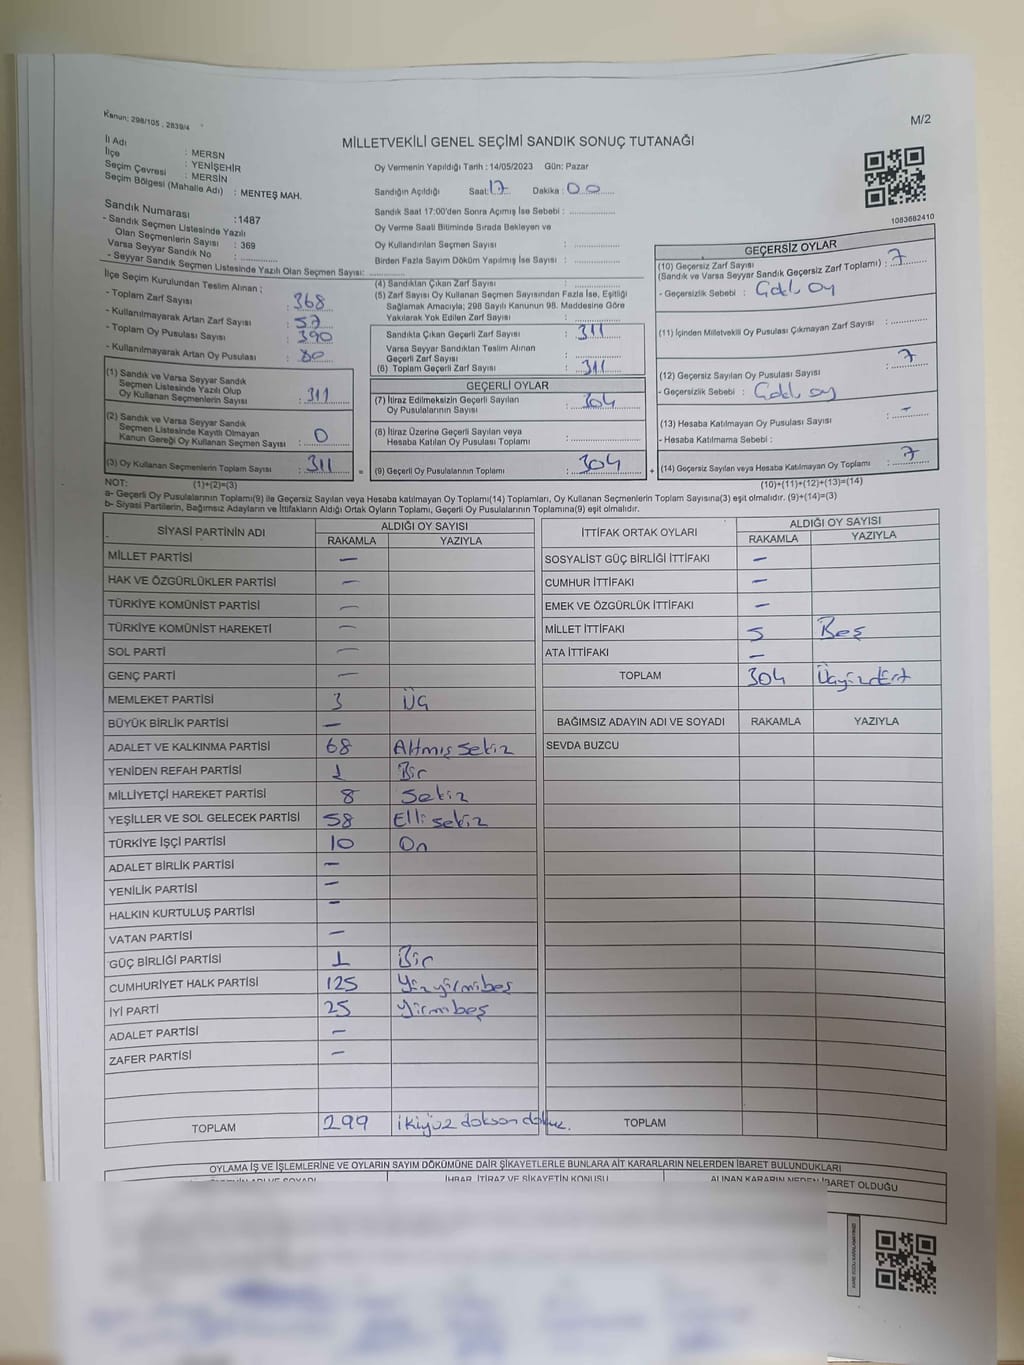 Kanun: 298/105 , 2839/4
M/2
MİLLETVEKİLİ GENEL SEÇİMİ SANDIK SONUÇ TUTANAĞI
İl Adı : MERSN
İlçe : YENİŞEHİR
Seçim Çevresi : MERSİN
Seçim Bölgesi (Mahalle Adı) : MENTEŞ MAH.
Oy Vermenin Yapıldığı Tarih : 14/05/2023 Gün: Pazar
Sandığın Açıldığı Saat: 17 Dakika : 00
Sandık Saat 17:00'den Sonra Açmış İse Sebebi :
Oy Verme Saati Bitiminde Sırada Bekleyen ve
Oy Kullandırılan Seçmen Sayısı :
Birden Fazla Sayım Döküm Yapılmış İse Sayısı :
1083682410
Sandık Numarası : 1487
- Sandık Seçmen Listesinde Yazılı
Olan Seçmenlerin Sayısı : 369
Varsa Seyyar Sandık No :
- Seyyar Sandık Seçmen Listesinde Yazılı Olan Seçmen Sayısı:
İlçe Seçim Kurulundan Teslim Alınan ;
- Toplam Zarf Sayısı : 368
- Kullanılmayarak Artan Zarf Sayısı : 57
- Toplam Oy Pusulası Sayısı : 390
- Kullanılmayarak Artan Oy Pusulası : 80
(1) Sandık ve Varsa Seyyar Sandık
Seçmen Listesinde Yazılı Olup
Oy Kullanan Seçmenlerin Sayısı : 311
(2) Sandık ve Varsa Seyyar Sandık
Seçmen Listesinde Kayıtlı Olmayan
Kanun Gereği Oy Kullanan Seçmen Sayısı : 0
(3) Oy Kullanan Seçmenlerin Toplam Sayısı : 311 =
(4) Sandıktan Çıkan Zarf Sayısı :
(5) Zarf Sayısı Oy Kullanan Seçmen Sayısından Fazla İse, Eşitliği
Sağlamak Amacıyla; 298 Sayılı Kanunun 98. Maddesine Göre
Yakılarak Yok Edilen Zarf Sayısı :
Sandıkta Çıkan Geçerli Zarf Sayısı : 311
Varsa Seyyar Sandıktan Teslim Alınan
Geçerli Zarf Sayısı :
(6) Toplam Geçerli Zarf Sayısı : 311
GEÇERLİ OYLAR
(7) İtiraz Edilmeksizin Geçerli Sayılan
Oy Pusulalarının Sayısı : 304
(8) İtiraz Üzerine Geçerli Sayılan veya
Hesaba Katılan Oy Pusulası Toplamı :
(9) Geçerli Oy Pusulalarının Toplamı : 304 +
GEÇERSİZ OYLAR
(10) Geçersiz Zarf Sayısı
(Sandık ve Varsa Seyyar Sandık Geçersiz Zarf Toplamı) : 7
- Geçersizlik Sebebi :
(11) İçinden Milletvekili Oy Pusulası Çıkmayan Zarf Sayısı :
(12) Geçersiz Sayılan Oy Pusulası Sayısı : 7
- Geçersizlik Sebebi :
(13) Hesaba Katılmayan Oy Pusulası Sayısı : -
- Hesaba Katılmama Sebebi :
(14) Geçersiz Sayılan veya Hesaba Katılmayan Oy Toplamı : 7
NOT: (1)+(2)=(3) (10)+(11)+(12)+(13)=(14)
a- Geçerli Oy Pusulalarının Toplamı(9) ile Geçersiz Sayılan veya Hesaba katılmayan Oy Toplamı(14) Toplamları, Oy Kullanan Seçmenlerin Toplam Sayısına(3) eşit olmalıdır. (9)+(14)=(3)
b- Siyasi Partilerin, Bağımsız Adayların ve İttifakların Aldığı Ortak Oyların Toplamı, Geçerli Oy Pusulalarının Toplamına(9) eşit olmalıdır.
SİYASİ PARTİNİN ADI ALDIĞI OY SAYISI
RAKAMLA YAZIYLA
MİLLET PARTİSİ -
HAK VE ÖZGÜRLÜKLER PARTİSİ -
TÜRKİYE KOMÜNİST PARTİSİ -
TÜRKİYE KOMÜNİST HAREKETİ -
SOL PARTİ -
GENÇ PARTİ -
MEMLEKET PARTİSİ 3 Üç
BÜYÜK BİRLİK PARTİSİ -
ADALET VE KALKINMA PARTİSİ 68 Altmış sekiz
YENİDEN REFAH PARTİSİ 1 Bir
MİLLİYETÇİ HAREKET PARTİSİ 8 Sekiz
YEŞİLLER VE SOL GELECEK PARTİSİ 58 Elli sekiz
TÜRKİYE İŞÇİ PARTİSİ 10 On
ADALET BİRLİK PARTİSİ -
YENİLİK PARTİSİ -
HALKIN KURTULUŞ PARTİSİ -
VATAN PARTİSİ -
GÜÇ BİRLİĞİ PARTİSİ 1 Bir
CUMHURİYET HALK PARTİSİ 125 Yüzyirmibeş
İYİ PARTİ 25 Yirmibeş
ADALET PARTİSİ -
ZAFER PARTİSİ -
TOPLAM 299 ikiyüz doksan dokuz.
İTTİFAK ORTAK OYLARI ALDIĞI OY SAYISI
RAKAMLA YAZIYLA
SOSYALİST GÜÇ BİRLİĞİ İTTİFAKI -
CUMHUR İTTİFAKI -
EMEK VE ÖZGÜRLÜK İTTİFAKI -
MİLLET İTTİFAKI 5 Beş
ATA İTTİFAKI -
TOPLAM 304 Üçyüzdört
BAĞIMSIZ ADAYIN ADI VE SOYADI RAKAMLA YAZIYLA
SEVDA BUZCU
TOPLAM
OYLAMA İŞ VE İŞLEMLERİNE VE OYLARIN SAYIM DÖKÜMÜNE DAİR ŞİKAYETLERLE BUNLARA AİT KARARLARIN NELERDEN İBARET BULUNDUKLARI
İHBAR, İTİRAZ VE ŞİKAYETİN KONUSU
ALINAN KARARIN NEDEN İBARET OLDUĞU